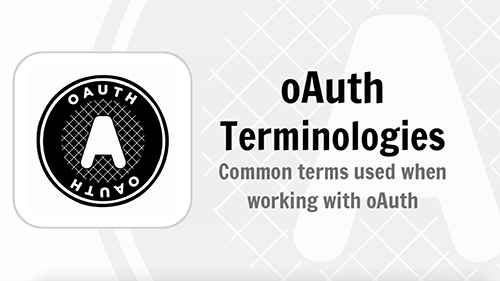 OAUTH
A
OAUTH
oAuth
Terminologies
Common terms used when
working with oAuth